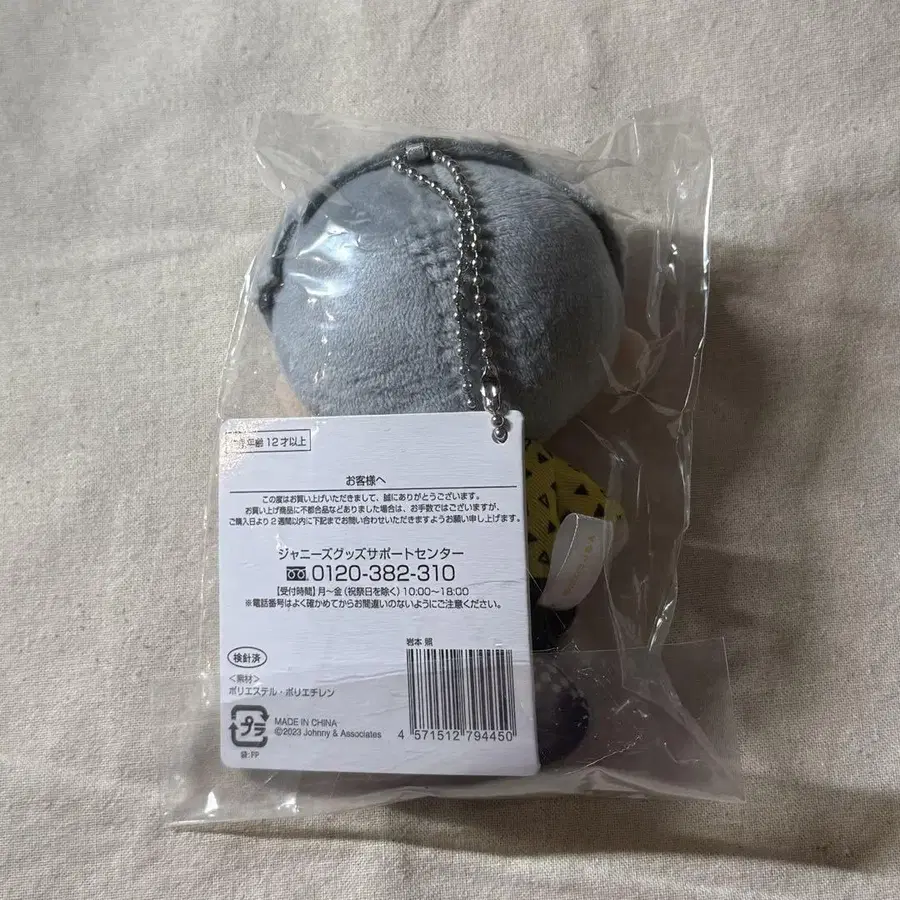 年齢12才以上
お客様へ
この度はお買い上げいただきまして、誠にありがとうございます。
お買い上げ商品に不都合品などありました場合は、お手数ではございますが、
ご購入日より2週間以内に下記までお問い合わせいただきますようお願い申し上げます。
ジャニーズグッズサポートセンター
0120-382-310
【受付時間】月～金(祝祭日を除く)10:00～18:00
※電話番号はよく確かめてからお間違いのないようにご注意ください。
岩本 照
検針済
<素材>
ポリエステル・ポリエチレン
プラ
袋:PP
MADE IN CHINA
©2023 Johnny & Associates
4 571512 794450